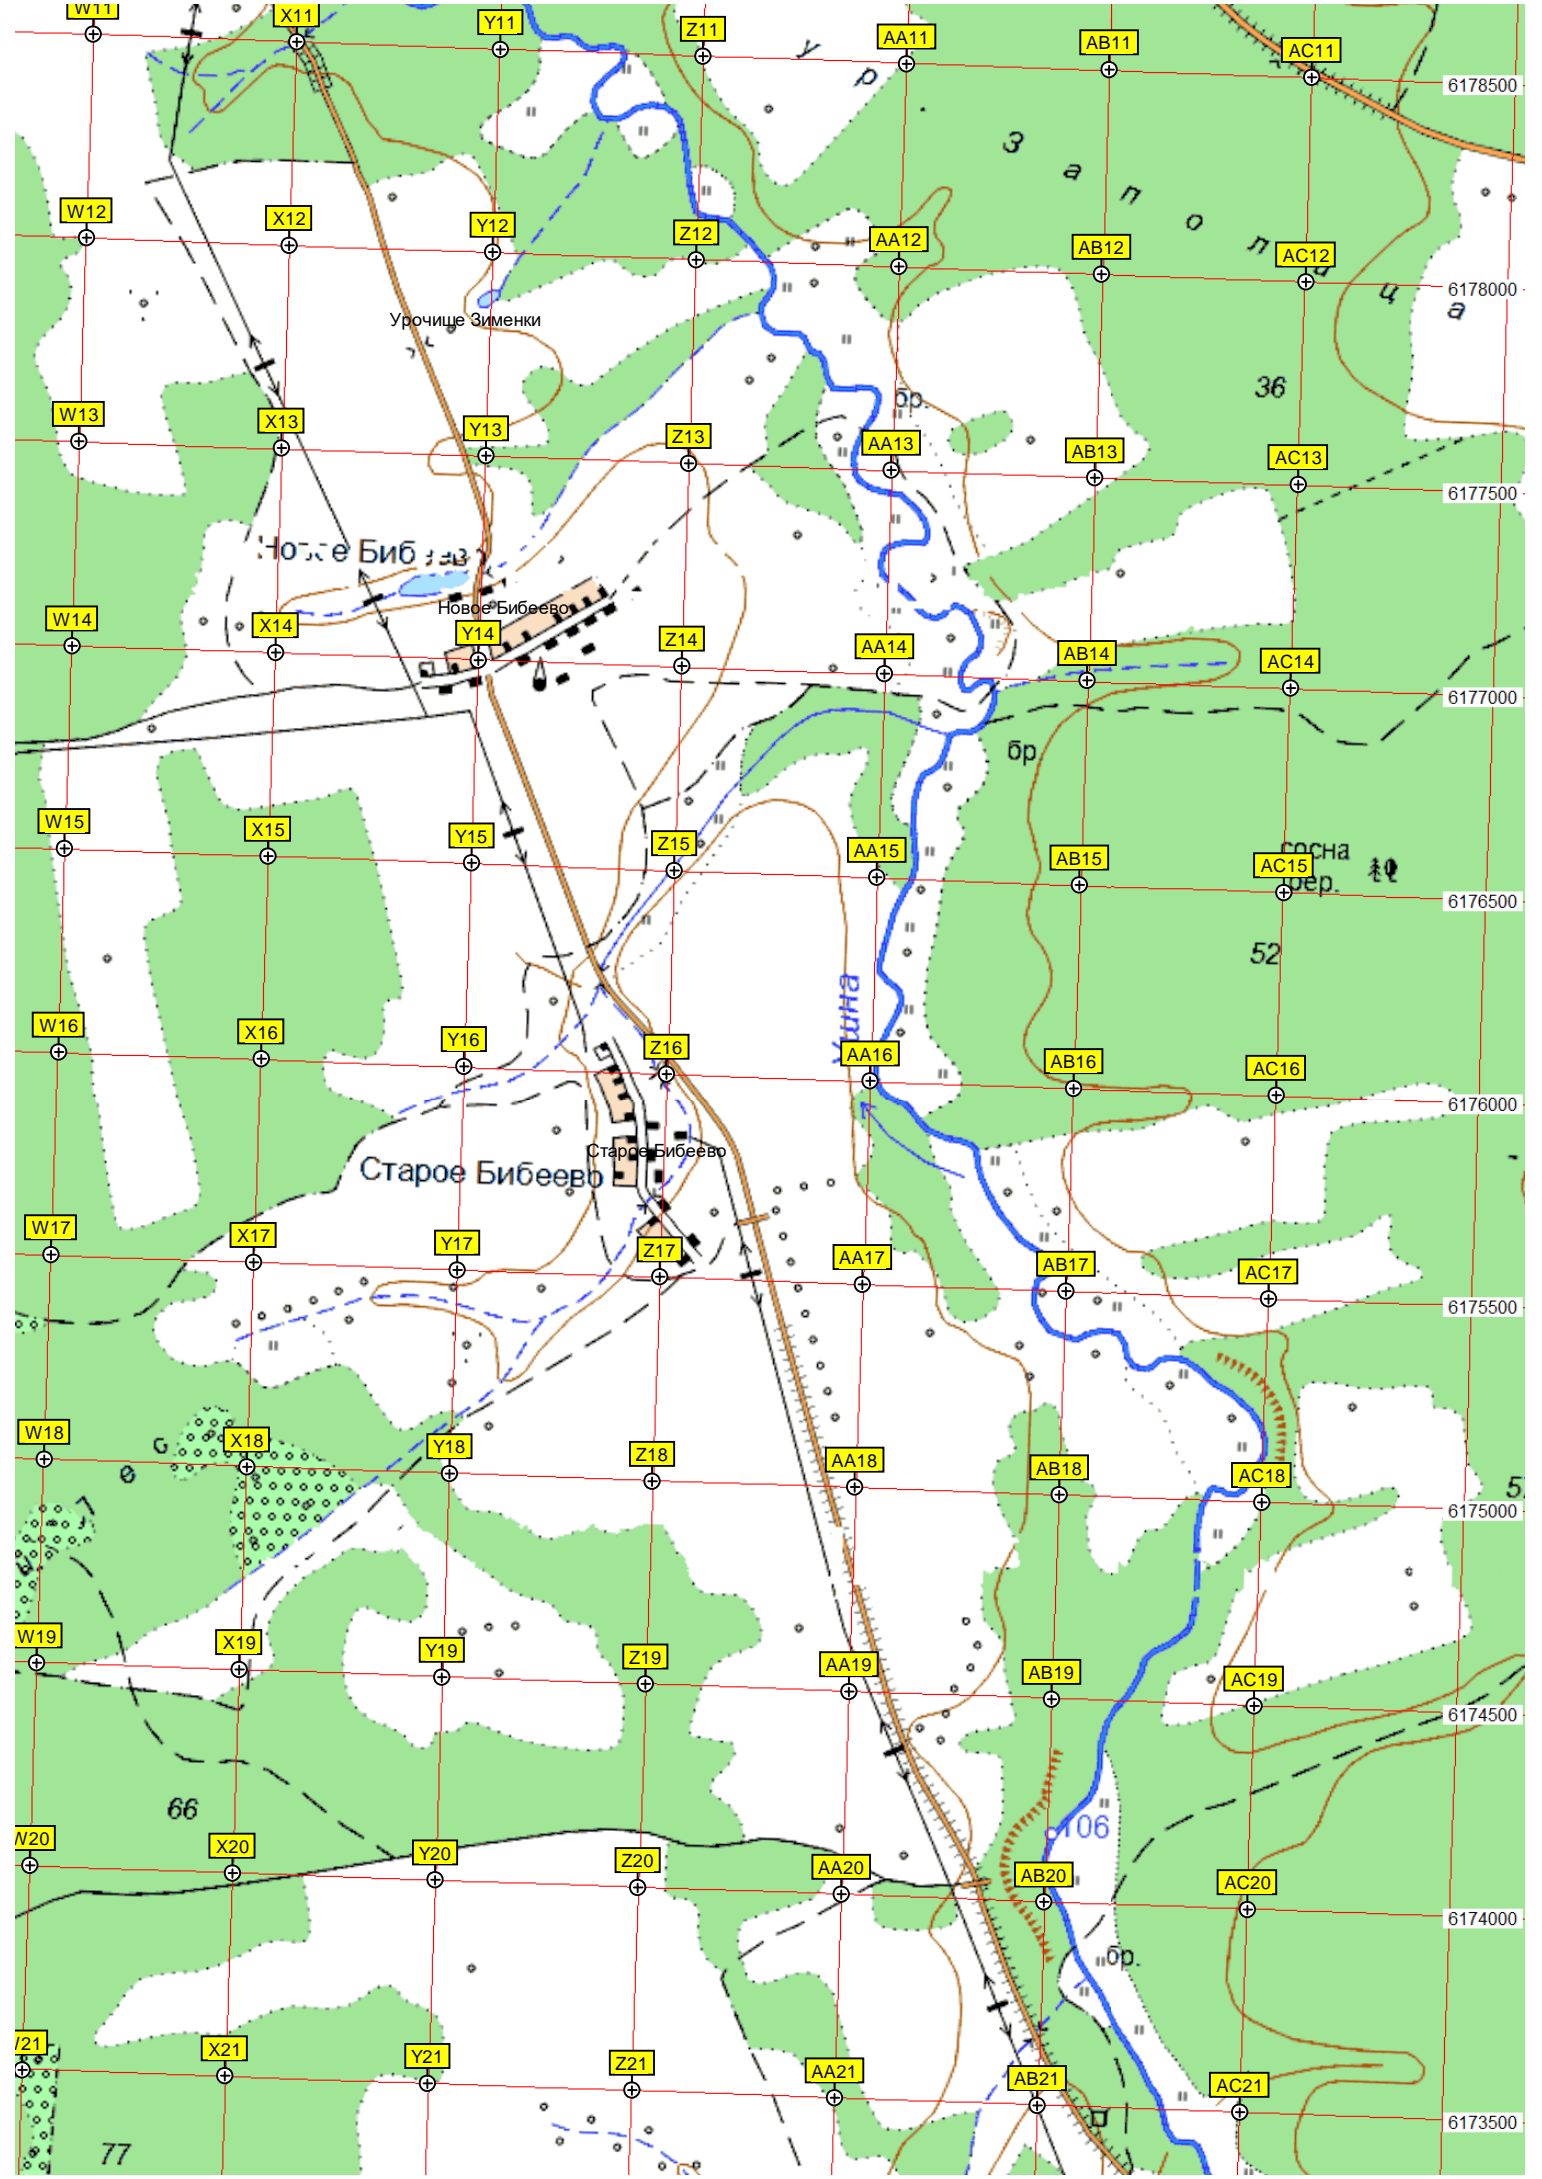 W11 X11 Y11 Z11 AA11 AB11 AC11
6178500
у р .
З а п о л и ц а
W12 X12 Y12 Z12 AA12 AB12 AC12
6178000
Урочище Зименки
36
бр.
W13 X13 Y13 Z13 AA13 AB13 AC13
6177500
Новое Бибеево
W14 X14 Y14 Z14 AA14 AB14 AC14
6177000
бр.
W15 X15 Y15 Z15 AA15 AB15 AC15
сосна
бер.
6176500
52
W16 X16 Y16 Z16 AA16 AB16 AC16
6176000
Старое Бибеево
Старое Бибеево
W17 X17 Y17 Z17 AA17 AB17 AC17
6175500
W18 X18 Y18 Z18 AA18 AB18 AC18
6175000
W19 X19 Y19 Z19 AA19 AB19 AC19
6174500
66
106
W20 X20 Y20 Z20 AA20 AB20 AC20
6174000
бр.
X21 Y21 Z21 AA21 AB21 AC21
6173500
77